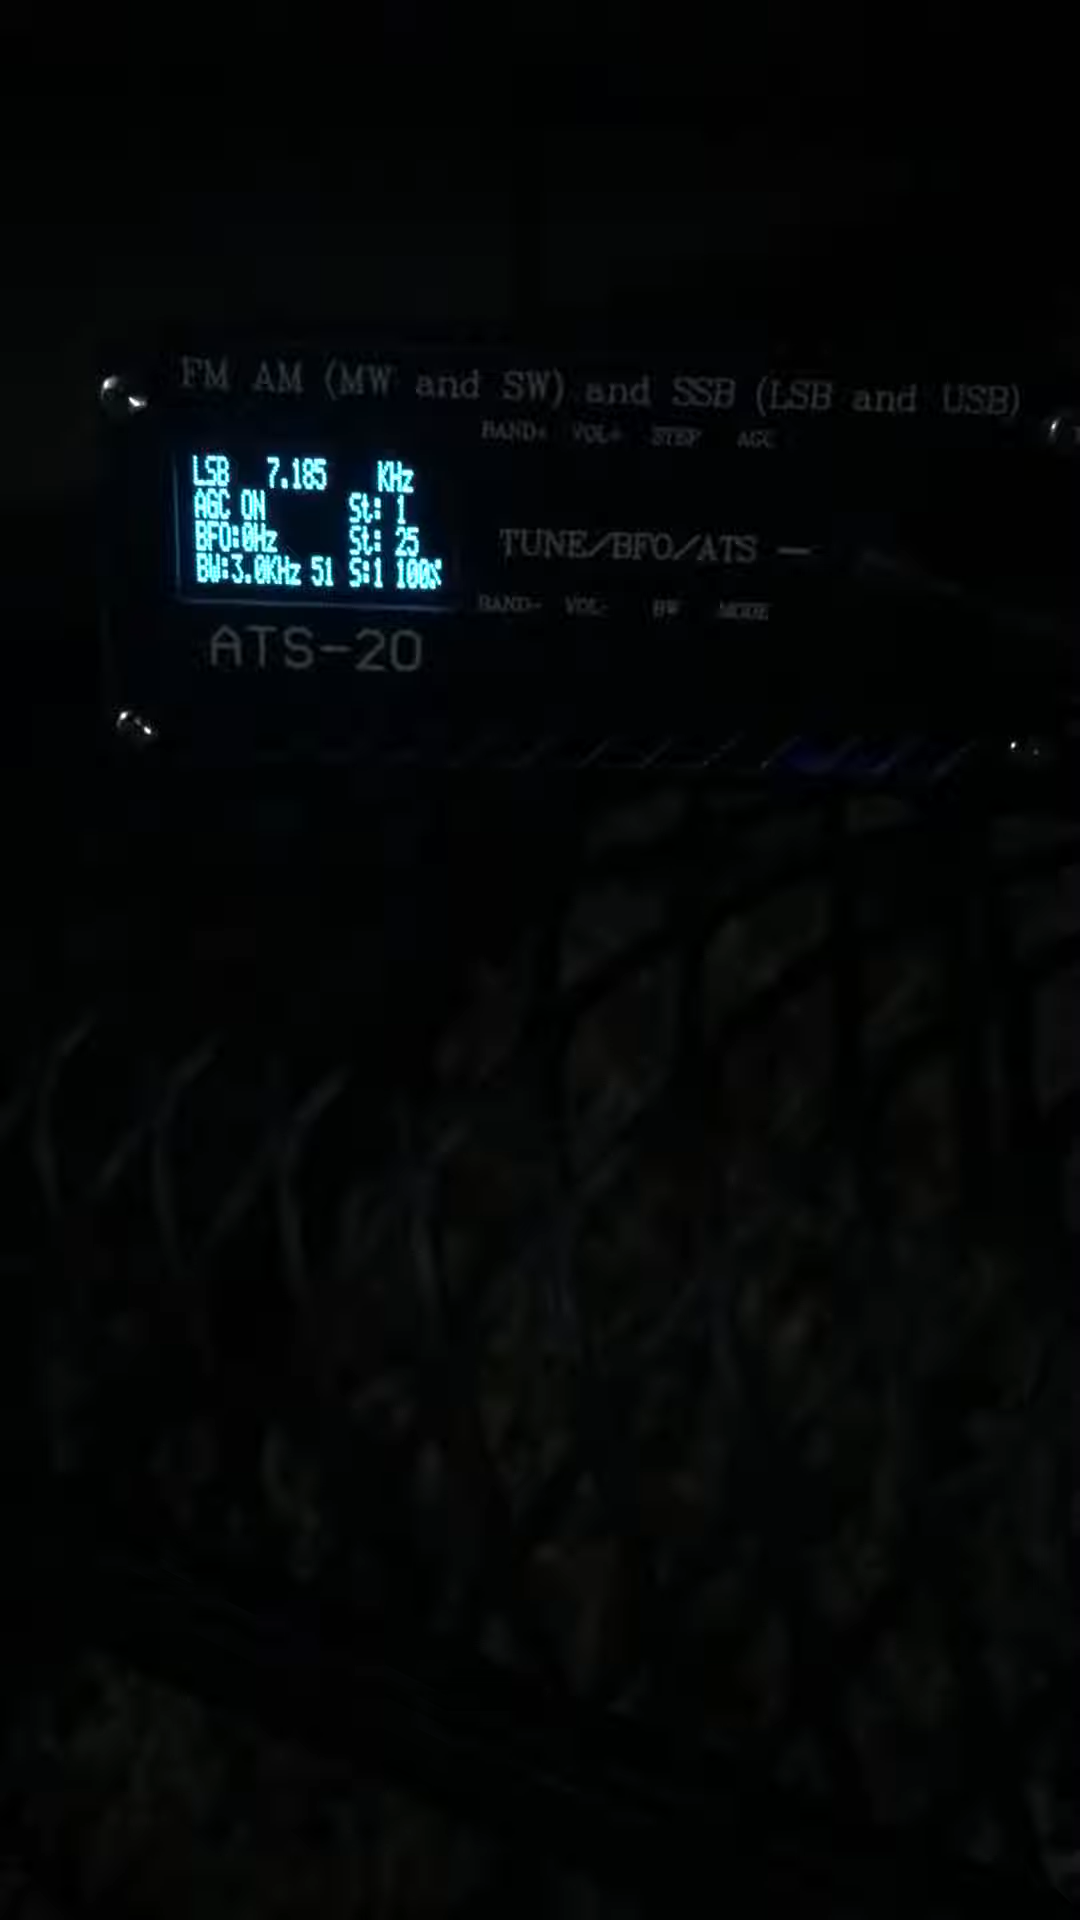 FM AM (MW and SW) and SSB (LSB and USB)
BAND+ VOL+ STEP AGC
LSB 7.185 KHz
AGC ON St: 1
BFO:0Hz St: 25
BW:3.0KHz 51 S:1 100%
TUNE/BFO/ATS
BAND- VOL- BW MODE
ATS-20